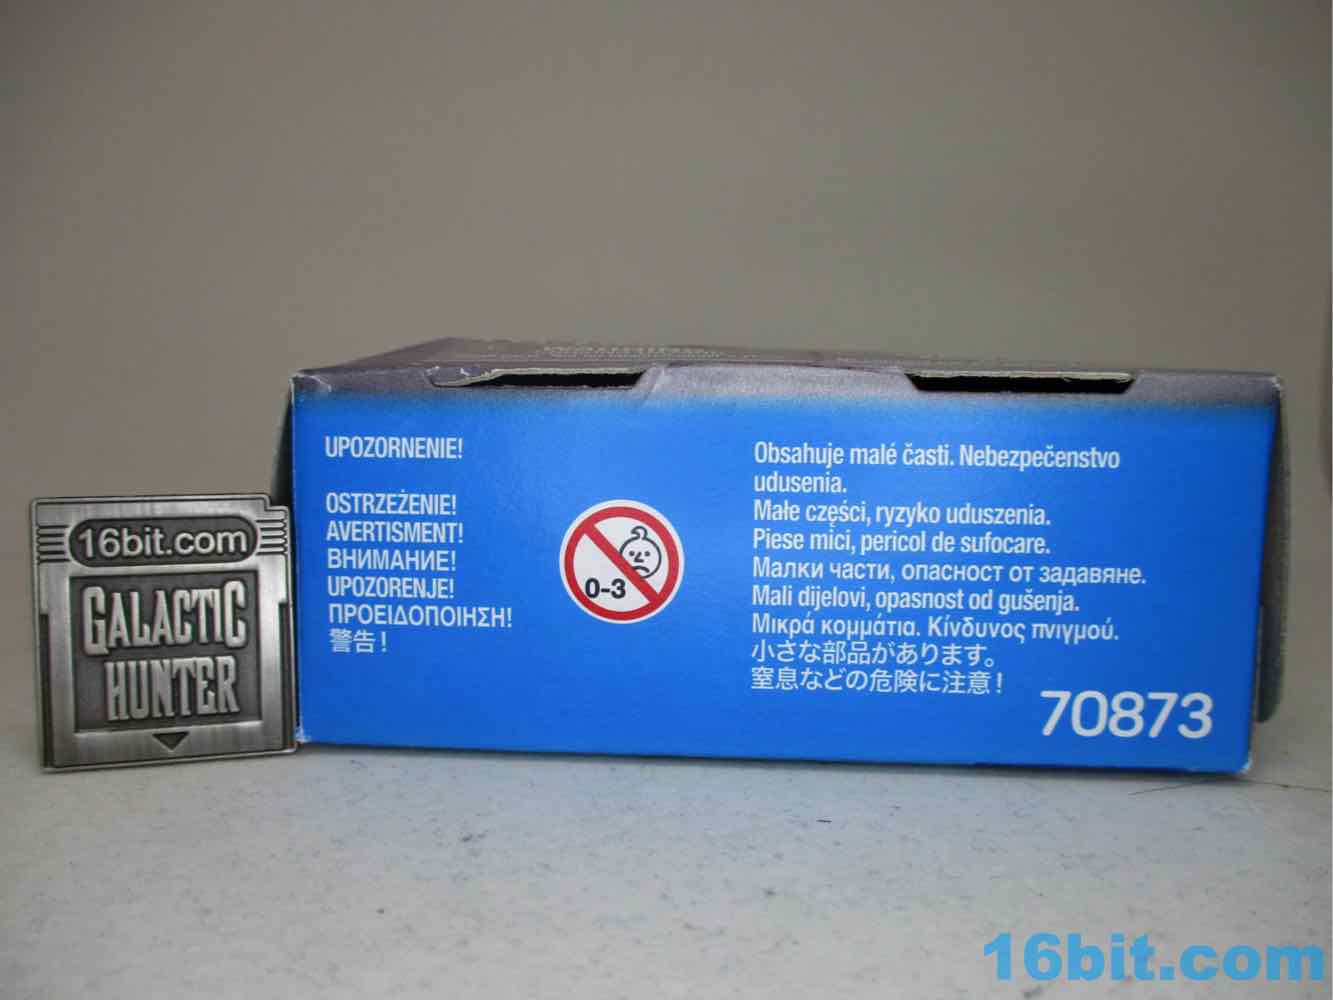 16bit.com
GALACTIC
HUNTER
UPOZORNENIE!
OSTRZEŻENIE!
AVERTISMENT!
ВНИМАНИЕ!
UPOZORENJE!
ΠΡΟΕΙΔΟΠΟΙΗΣΗ!
警告!
0-3
Obsahuje malé časti. Nebezpečenstvo
udusenia.
Małe części, ryzyko uduszenia.
Piese mici, pericol de sufocare.
Малки части, опасност от задавяне.
Mali dijelovi, opasnost od gušenja.
Μικρά κομμάτια. Κίνδυνος πνιγμού.
小さな部品があります。
窒息などの危険に注意!
70873
16bit.com